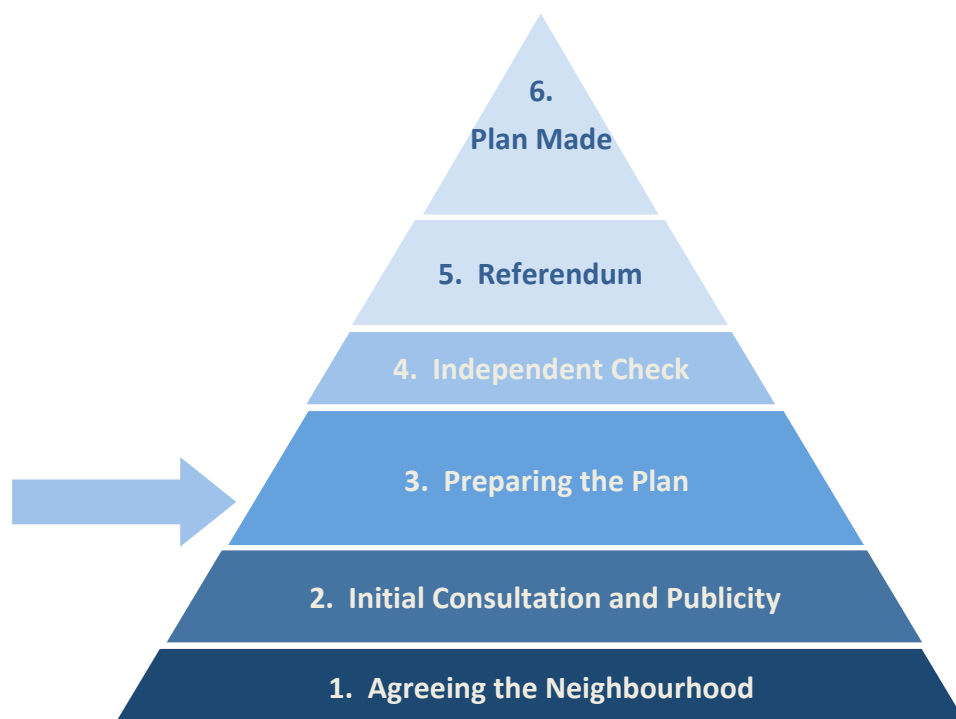 6.
Plan Made
5. Referendum
4. Independent Check
3. Preparing the Plan
2. Initial Consultation and Publicity
1. Agreeing the Neighbourhood